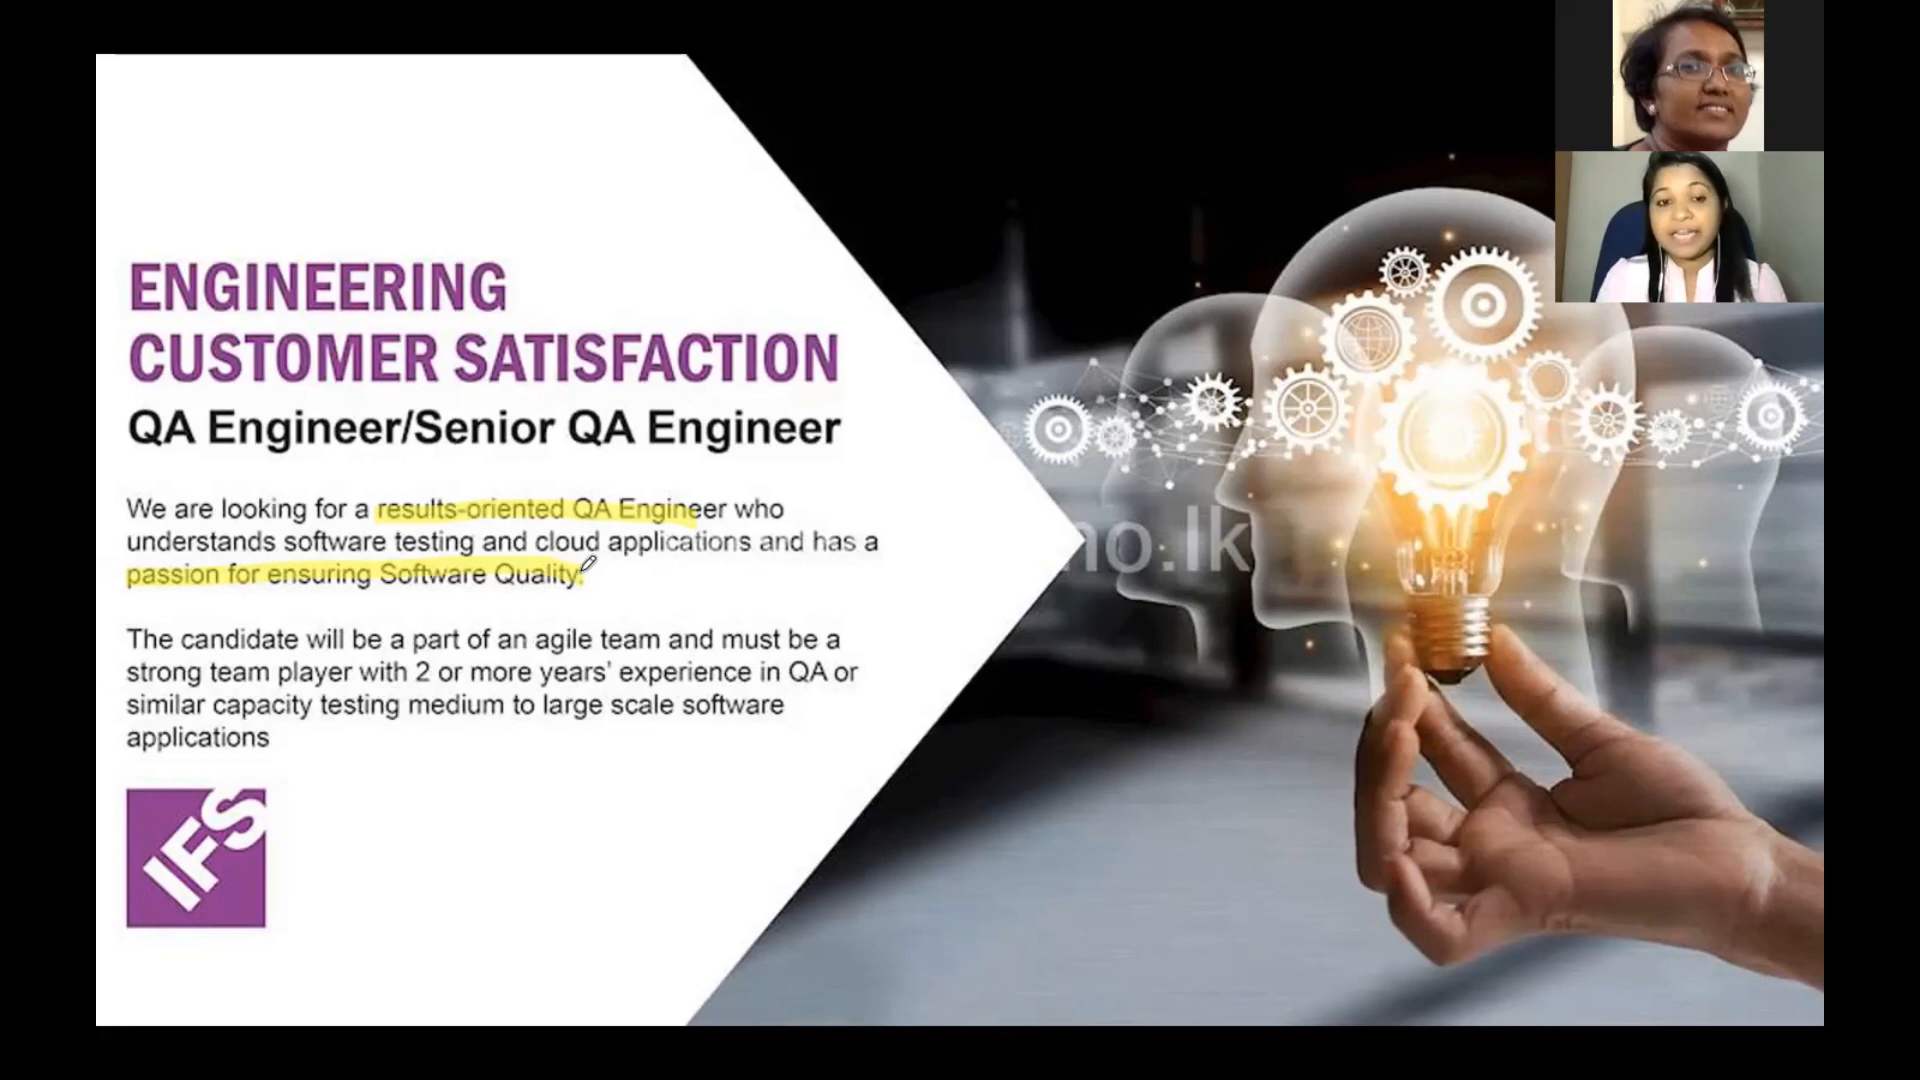 ENGINEERING
CUSTOMER SATISFACTION
QA Engineer/Senior QA Engineer
We are looking for a results-oriented QA Engineer who
understands software testing and cloud applications and has a
passion for ensuring Software Quality.
The candidate will be a part of an agile team and must be a
strong team player with 2 or more years' experience in QA or
similar capacity testing medium to large scale software
applications
IFS